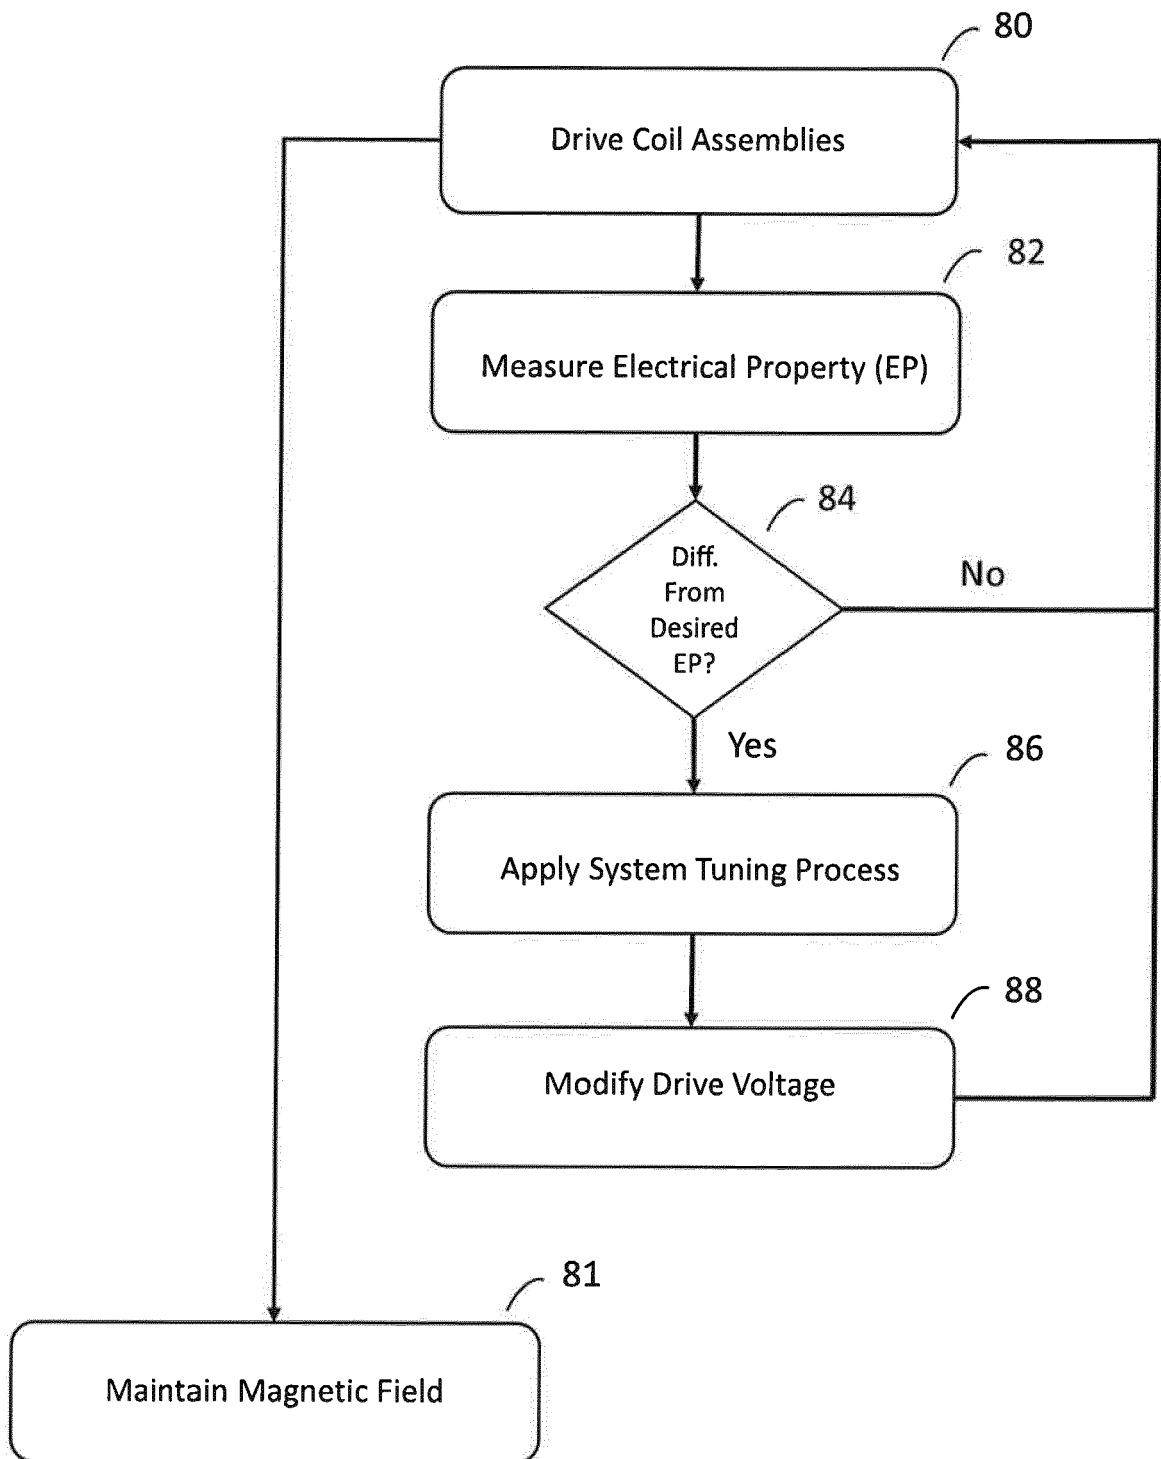 80
Drive Coil Assemblies
82
Measure Electrical Property (EP)
84
Diff.
From
Desired
EP?
No
Yes
86
Apply System Tuning Process
88
Modify Drive Voltage
81
Maintain Magnetic Field